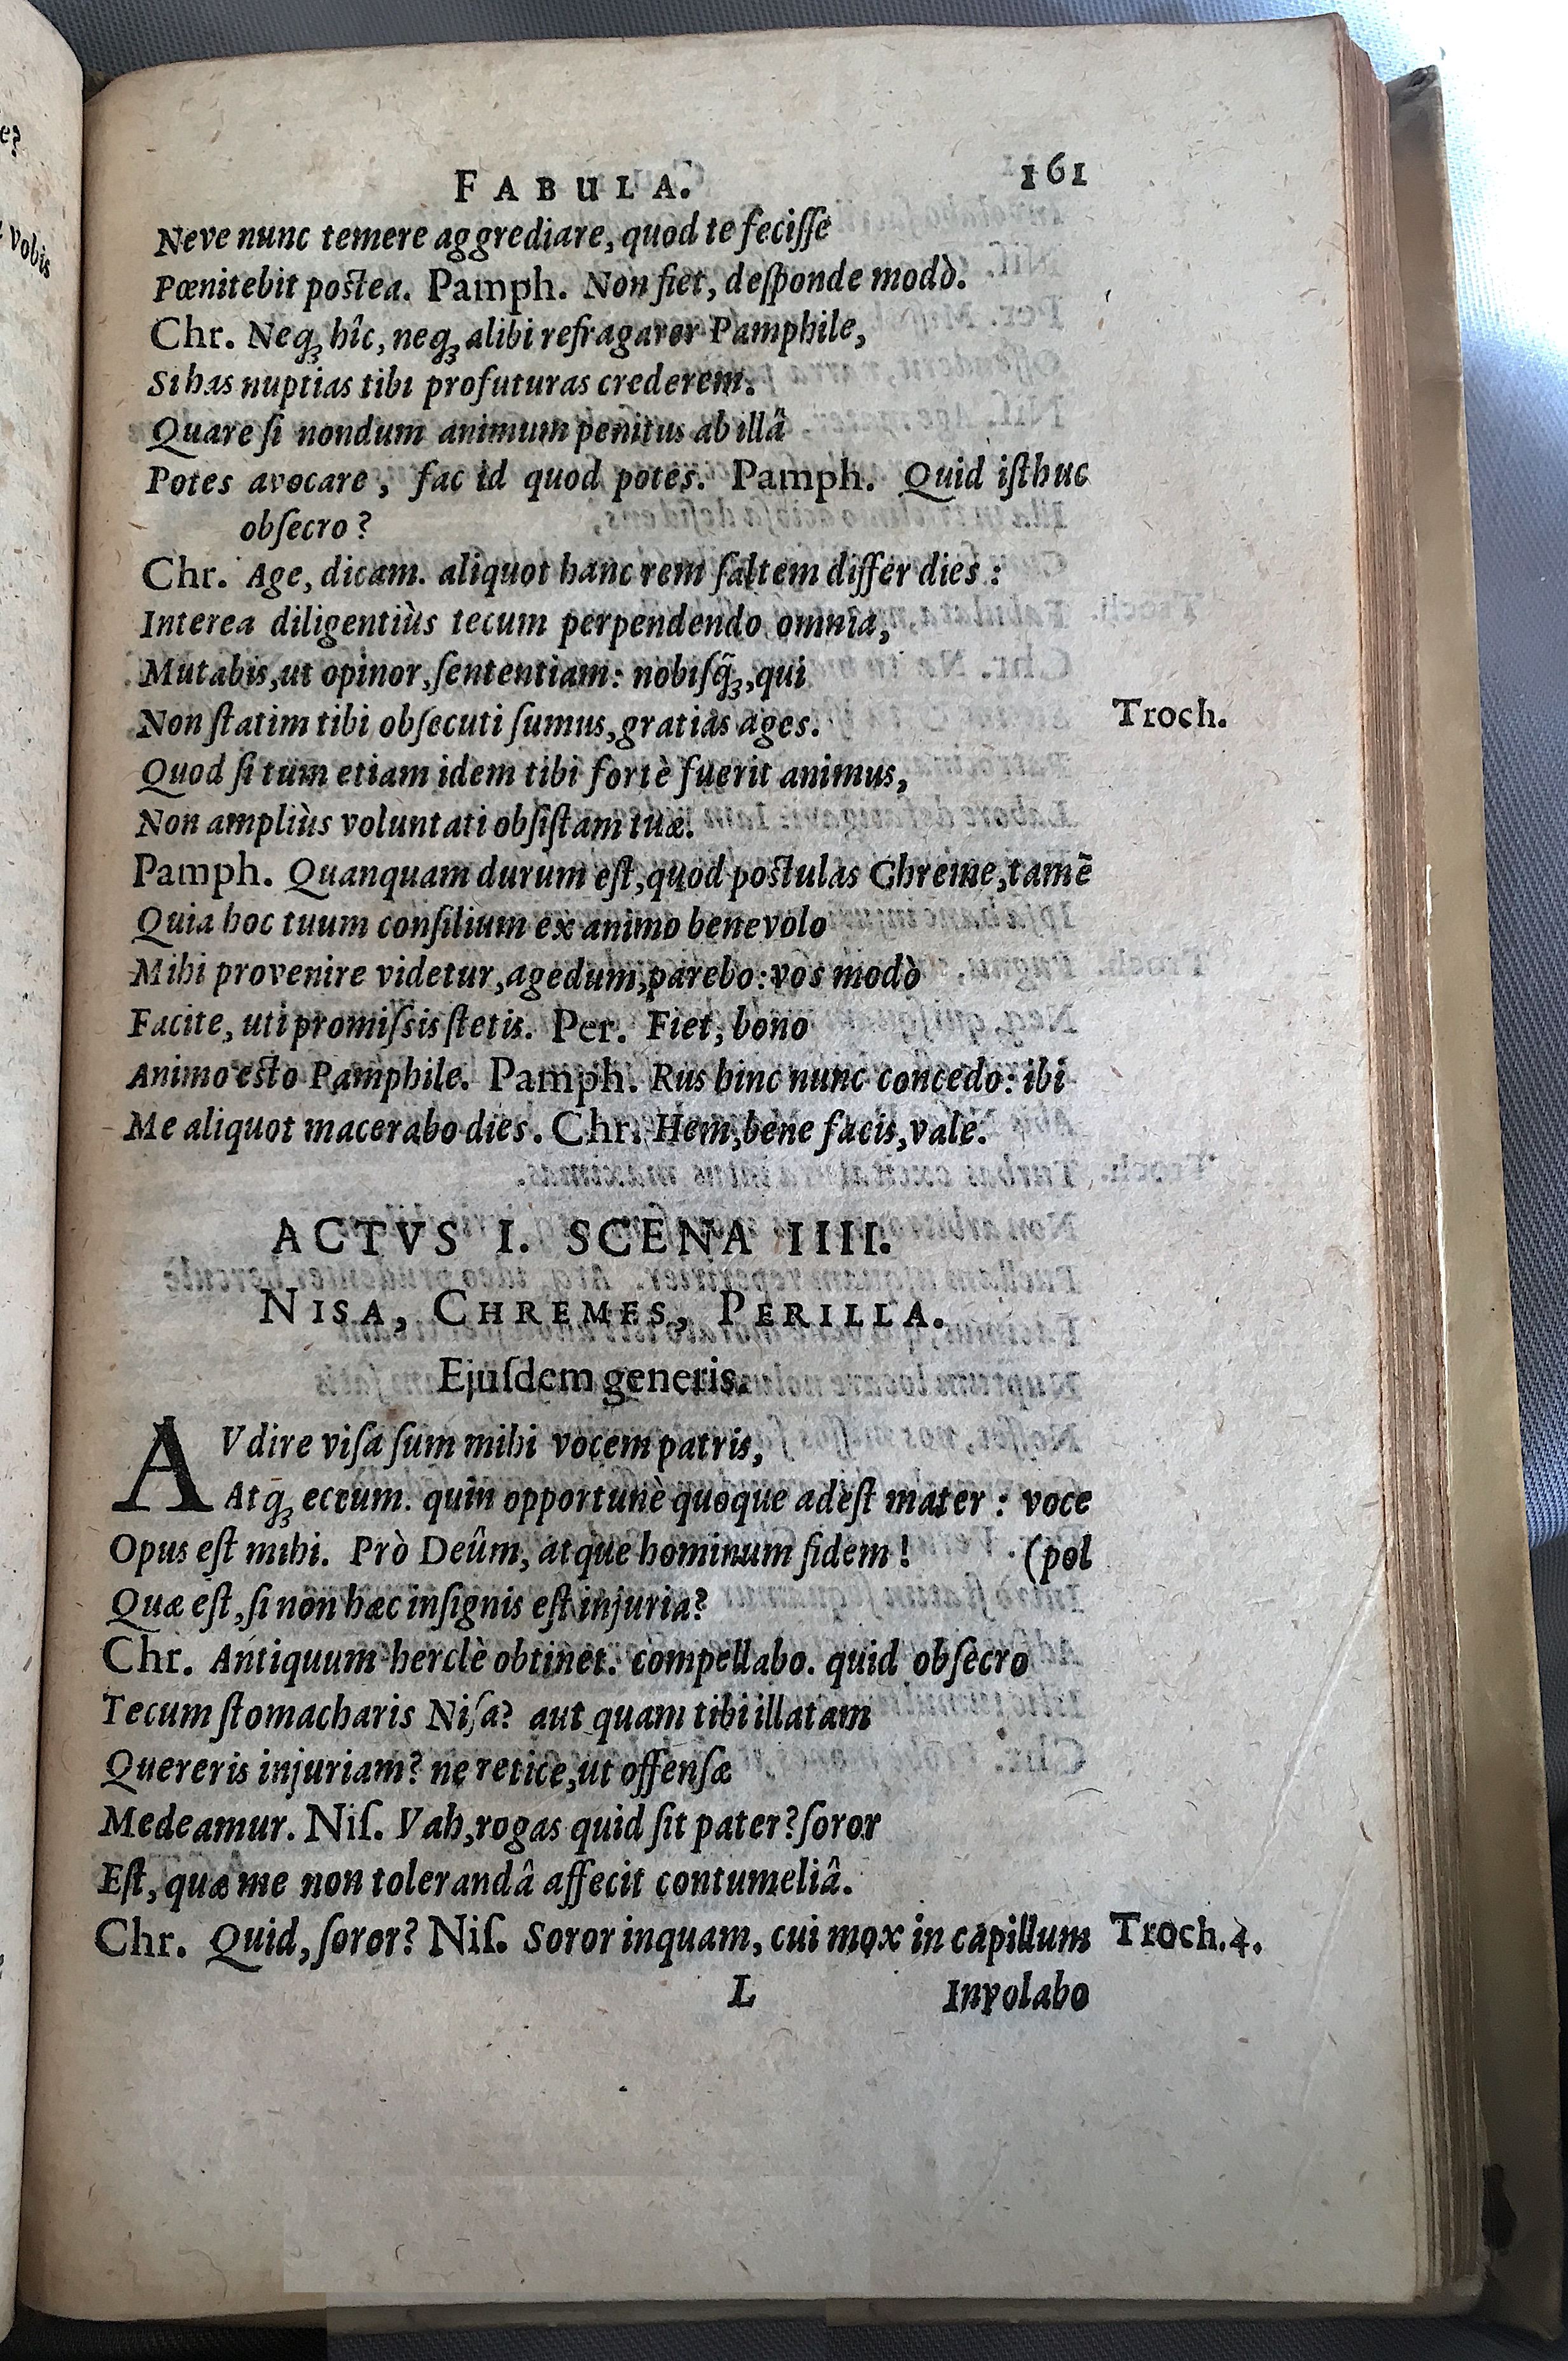 FABULA. 161
Neve nunc temere aggrediare, quod te feciſſe
Pœnitebit postea. Pamph. Non fiet, deſponde modò.
Chr. Neq; hîc, neq; alibi refragarer Pamphile,
Si has nuptias tibi profuturas crederem.
Quare ſi nondum animum penitus ab illâ
Potes avocare, fac id quod potes. Pamph. Quid iſthuc
obſecro?
Chr. Age, dicam. aliquot hanc rem ſaltem differ dies:
Interea diligentiùs tecum perpendendo omnia,
Mutabis, ut opinor, ſententiam: nobiſq́;, qui
Non ſtatim tibi obſecuti ſumus, gratias ages. Troch.
Quod ſi tum etiam idem tibi fortè fuerit animus,
Non ampliùs voluntati obſiſtam tuæ.
Pamph. Quanquam durum eſt, quod postulas Chreme, tamẽ
Quia hoc tuum conſilium ex animo benevolo
Mihi provenire videtur, agedum, parebo: vos modò
Facite, uti promiſsis ſtetis. Per. Fiet, bono
Animo esto Pamphile. Pamph. Rus hinc nunc concedo: ibi
Me aliquot macerabo dies. Chr. Hem, bene facis, vale.
ACTVS I. SCENA IIII.
NISA, CHREMES, PERILLA.
Ejuſdem generis.
AVdire viſa ſum mihi vocem patris,
Atq; eccum. quin opportunè quoque adeſt mater: voce
Opus eſt mihi. Prò Deûm, atque hominum fidem! (pol
Quæ eſt, ſi non hæc inſignis eſt injuria?
Chr. Antiquum herclè obtinet. compellabo. quid obſecro
Tecum ſtomacharis Niſa? aut quam tibi illatam
Quereris injuriam? ne retice, ut offenſæ
Medeamur. Niſ. Vah, rogas quid ſit pater? ſoror
Eſt, quæ me non tolerandâ affecit contumeliâ.
Chr. Quid, ſoror? Niſ. Soror inquam, cui mox in capillum Troch. 4.
L Involabo
e?
vobis